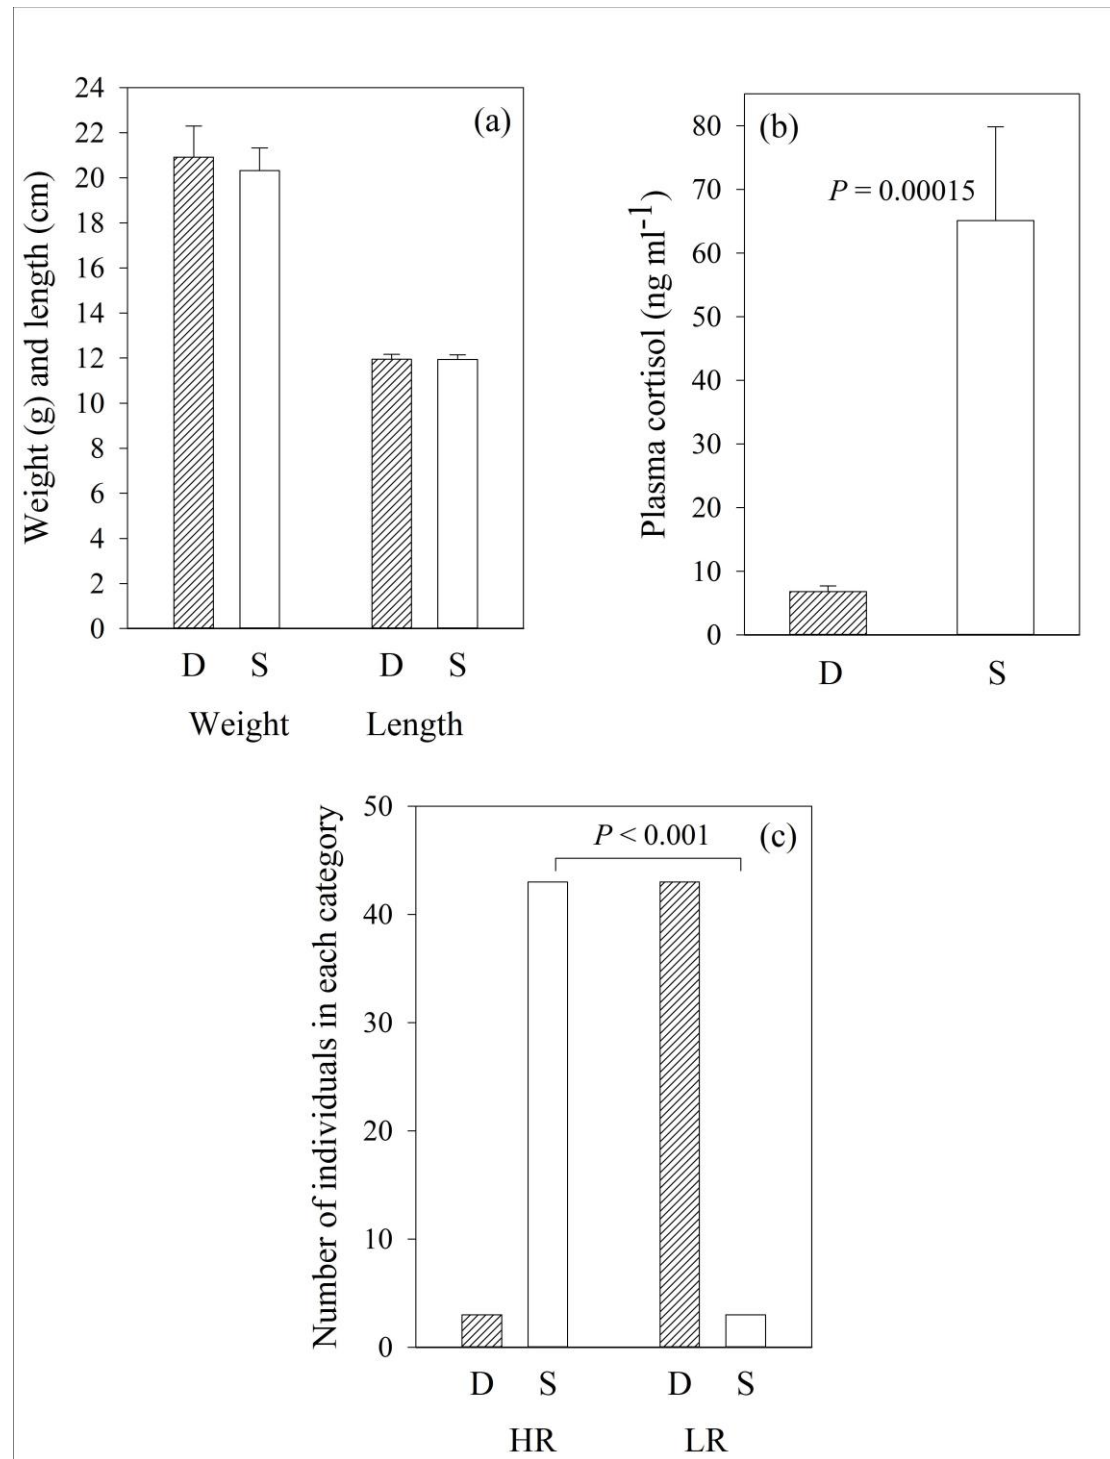 (a)
Weight (g) and length (cm)
24
22
20
18
16
14
12
10
8
6
4
2
0
D S D S
Weight Length
(b)
P = 0.00015
Plasma cortisol (ng ml-1)
80
70
60
50
40
30
20
10
0
D S
(c)
P < 0.001
Number of individuals in each category
50
40
30
20
10
0
D S D S
HR LR